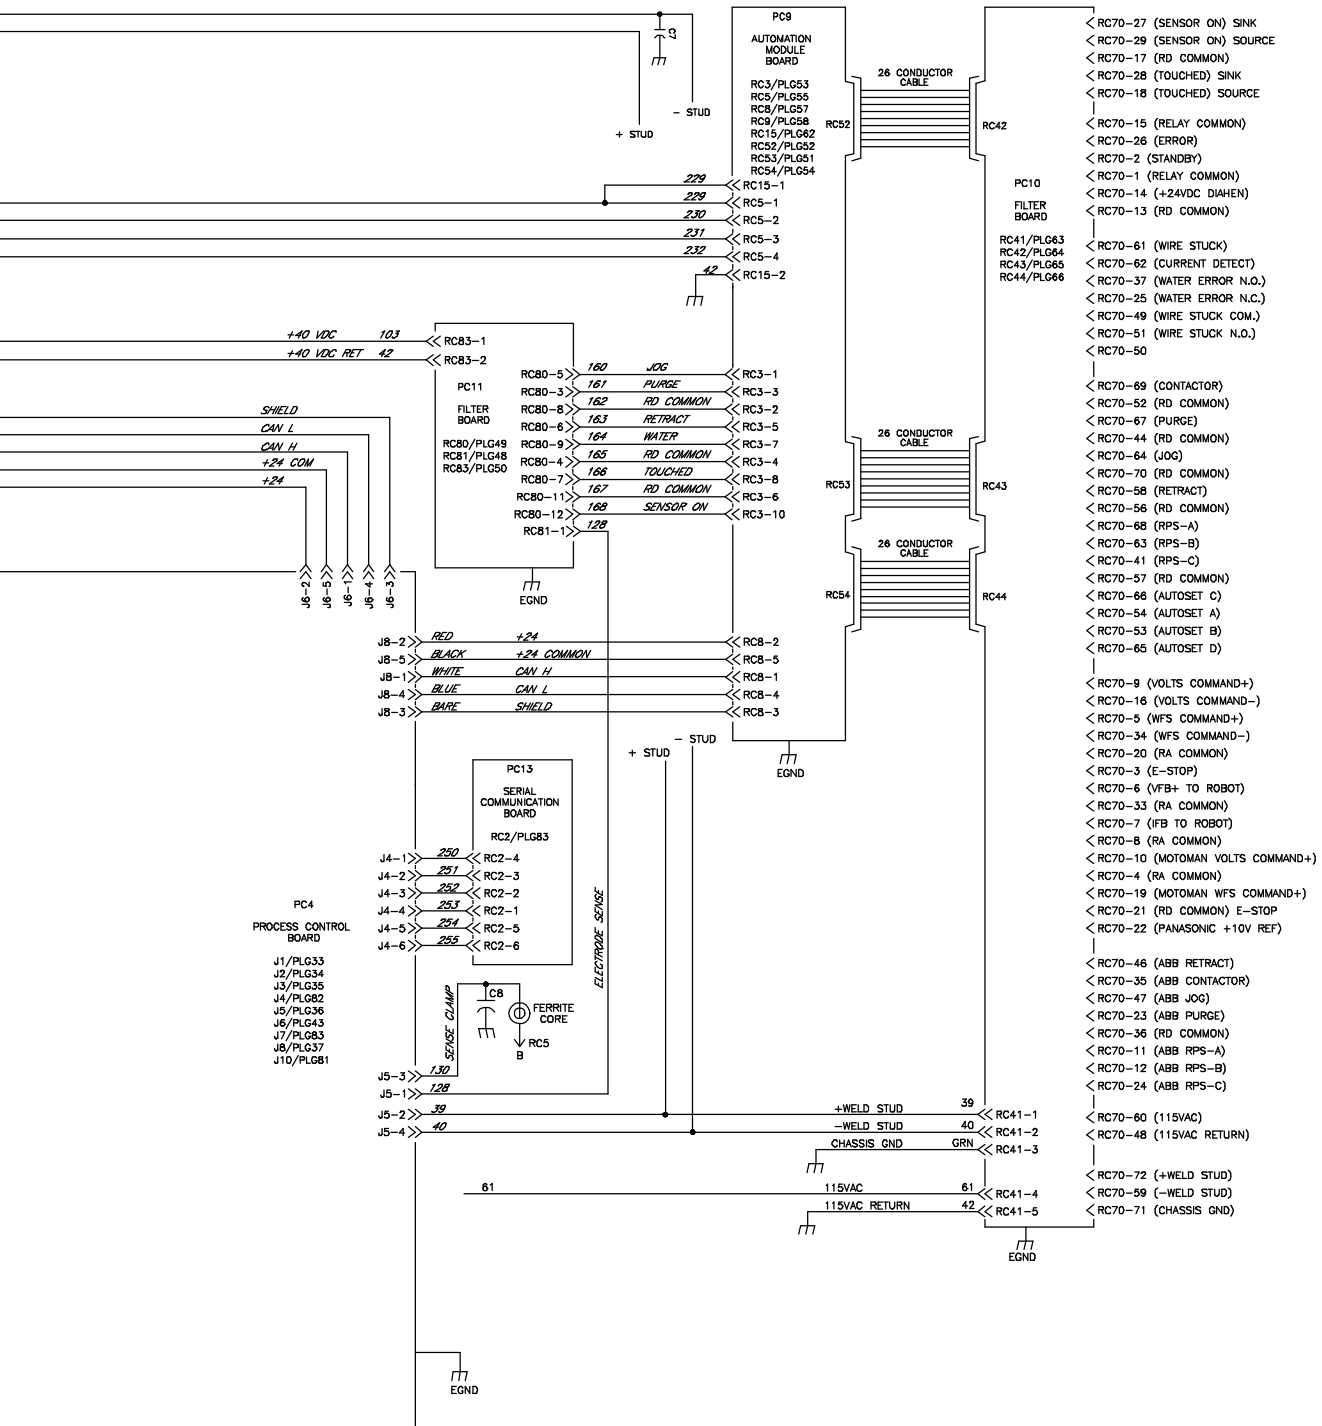 C9
- STUD
+ STUD
PC9
AUTOMATION
MODULE
BOARD
RC3/PLG53
RC5/PLG55
RC8/PLG57
RC9/PLG58
RC15/PLG62
RC52/PLG52
RC53/PLG51
RC54/PLG54
229 RC15-1
229 RC5-1
230 RC5-2
231 RC5-3
232 RC5-4
42 RC15-2
26 CONDUCTOR
CABLE
RC52
RC42
PC10
FILTER
BOARD
RC41/PLG63
RC42/PLG64
RC43/PLG65
RC44/PLG66
+40 VDC 103 RC83-1
+40 VDC RET 42 RC83-2
PC11
FILTER
BOARD
RC80/PLG49
RC81/PLG48
RC83/PLG50
RC80-5 160 JOG RC3-1
RC80-3 161 PURGE RC3-3
RC80-8 162 RD COMMON RC3-2
RC80-6 163 RETRACT RC3-5
RC80-9 164 WATER RC3-7
RC80-4 165 RD COMMON RC3-4
RC80-7 166 TOUCHED RC3-8
RC80-11 167 RD COMMON RC3-6
RC80-12 168 SENSOR ON RC3-10
RC81-1 128
EGND
SHIELD
CAN L
CAN H
+24 COM
+24
J6-2
J6-5
J6-1
J6-4
J6-3
26 CONDUCTOR
CABLE
RC53
RC43
26 CONDUCTOR
CABLE
RC54
RC44
J8-2 RED +24 RC8-2
J8-5 BLACK +24 COMMON RC8-5
J8-1 WHITE CAN H RC8-1
J8-4 BLUE CAN L RC8-4
J8-3 BARE SHIELD RC8-3
EGND
- STUD
+ STUD
PC13
SERIAL
COMMUNICATION
BOARD
RC2/PLG83
J4-1 250 RC2-4
J4-2 251 RC2-3
J4-3 252 RC2-2
J4-4 253 RC2-1
J4-5 254 RC2-5
J4-6 255 RC2-6
PC4
PROCESS CONTROL
BOARD
J1/PLG33
J2/PLG34
J3/PLG35
J4/PLG82
J5/PLG36
J6/PLG43
J7/PLG83
J8/PLG37
J10/PLG81
ELECTRODE SENSE
SENSE CLAMP
C8
FERRITE
CORE
RC5
B
J5-3 130
J5-1 128
J5-2 39 +WELD STUD 39 RC41-1
J5-4 40 -WELD STUD 40 RC41-2
CHASSIS GND GRN RC41-3
61 115VAC 61 RC41-4
115VAC RETURN 42 RC41-5
EGND
EGND
RC70-27 (SENSOR ON) SINK
RC70-29 (SENSOR ON) SOURCE
RC70-17 (RD COMMON)
RC70-28 (TOUCHED) SINK
RC70-18 (TOUCHED) SOURCE
RC70-15 (RELAY COMMON)
RC70-26 (ERROR)
RC70-2 (STANDBY)
RC70-1 (RELAY COMMON)
RC70-14 (+24VDC DIAHEN)
RC70-13 (RD COMMON)
RC70-61 (WIRE STUCK)
RC70-62 (CURRENT DETECT)
RC70-37 (WATER ERROR N.O.)
RC70-25 (WATER ERROR N.C.)
RC70-49 (WIRE STUCK COM.)
RC70-51 (WIRE STUCK N.O.)
RC70-50
RC70-69 (CONTACTOR)
RC70-52 (RD COMMON)
RC70-67 (PURGE)
RC70-44 (RD COMMON)
RC70-64 (JOG)
RC70-70 (RD COMMON)
RC70-58 (RETRACT)
RC70-56 (RD COMMON)
RC70-68 (RPS-A)
RC70-63 (RPS-B)
RC70-41 (RPS-C)
RC70-57 (RD COMMON)
RC70-66 (AUTOSET C)
RC70-54 (AUTOSET A)
RC70-53 (AUTOSET B)
RC70-65 (AUTOSET D)
RC70-9 (VOLTS COMMAND+)
RC70-16 (VOLTS COMMAND-)
RC70-5 (WFS COMMAND+)
RC70-34 (WFS COMMAND-)
RC70-20 (RA COMMON)
RC70-3 (E-STOP)
RC70-6 (VFB+ TO ROBOT)
RC70-33 (RA COMMON)
RC70-7 (IFB TO ROBOT)
RC70-8 (RA COMMON)
RC70-10 (MOTOMAN VOLTS COMMAND+)
RC70-4 (RA COMMON)
RC70-19 (MOTOMAN WFS COMMAND+)
RC70-21 (RD COMMON) E-STOP
RC70-22 (PANASONIC +10V REF)
RC70-46 (ABB RETRACT)
RC70-35 (ABB CONTACTOR)
RC70-47 (ABB JOG)
RC70-23 (ABB PURGE)
RC70-36 (RD COMMON)
RC70-11 (ABB RPS-A)
RC70-12 (ABB RPS-B)
RC70-24 (ABB RPS-C)
RC70-60 (115VAC)
RC70-48 (115VAC RETURN)
RC70-72 (+WELD STUD)
RC70-59 (-WELD STUD)
RC70-71 (CHASSIS GND)